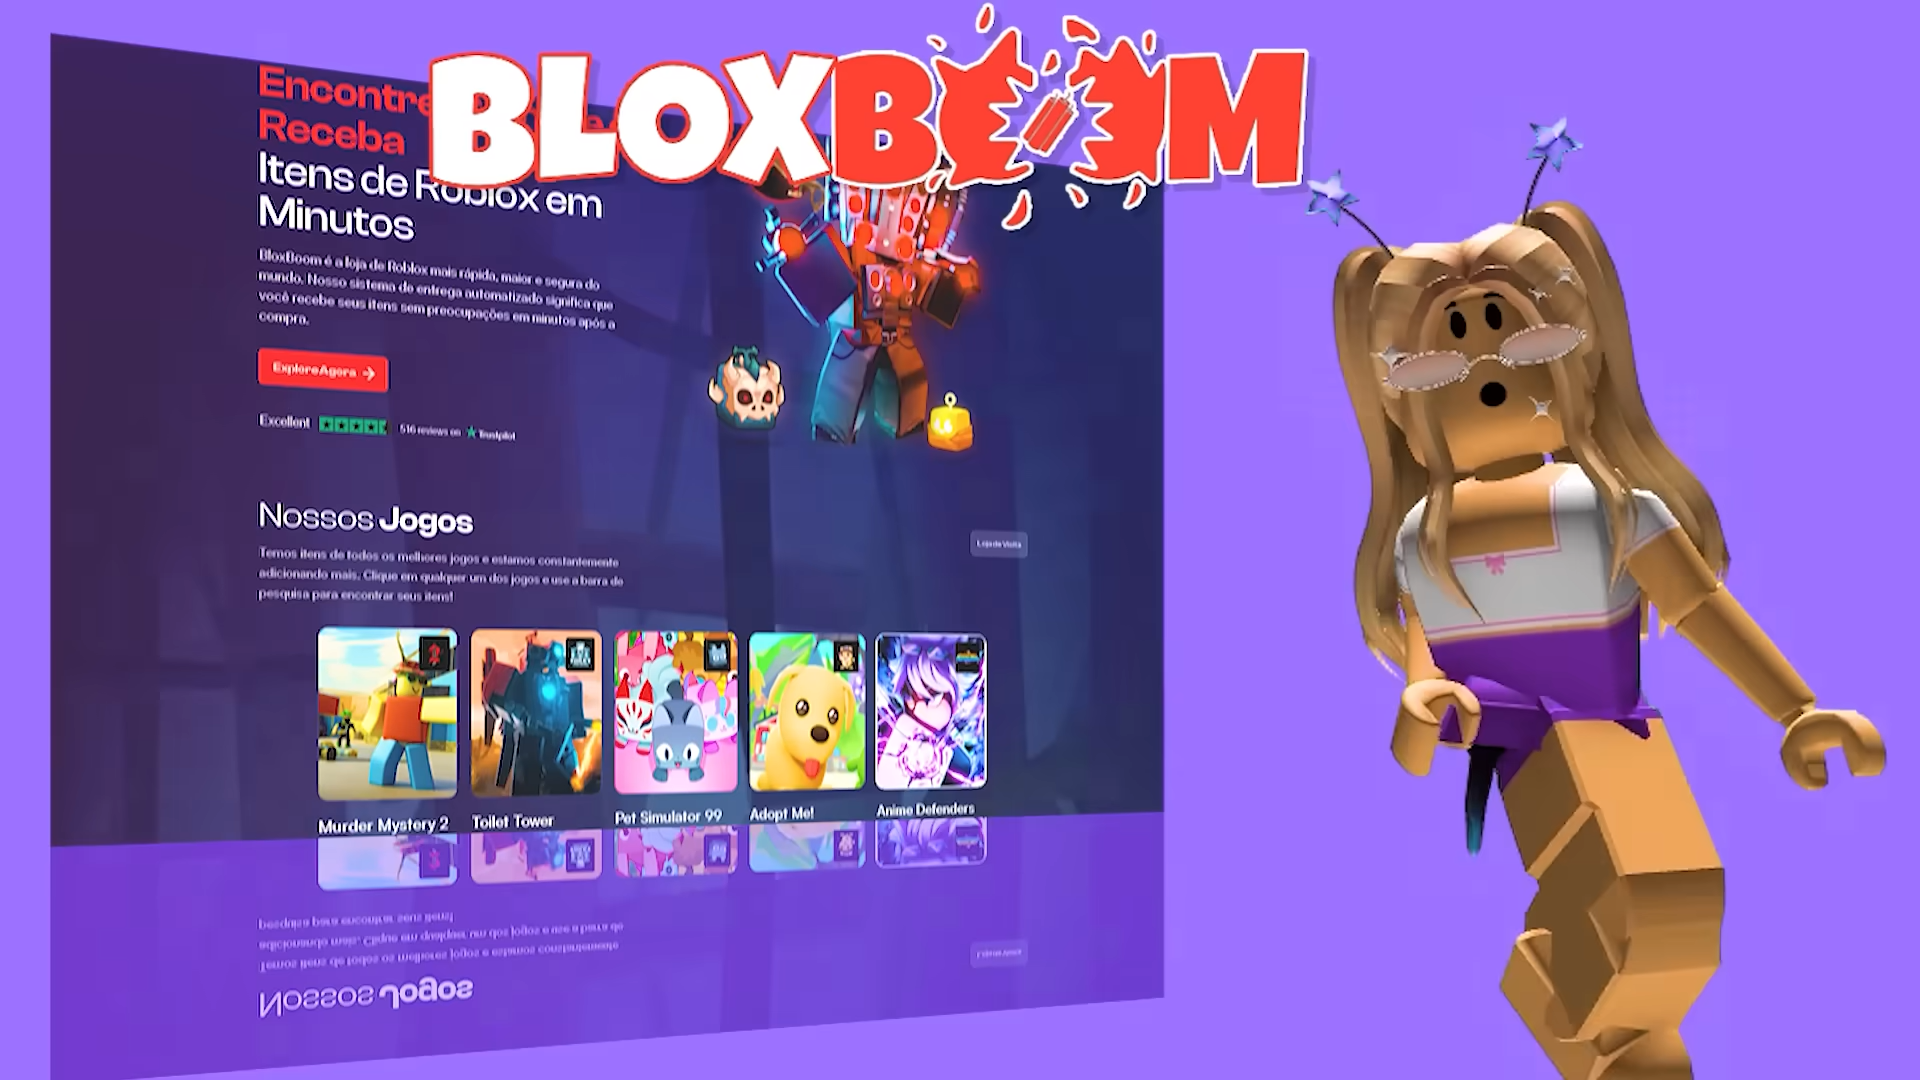 BLOXBOOM
Encontre
Receba
Itens de Roblox em
Minutos
BloxBoom é a loja de Roblox mais rápida, maior e segura do
mundo. Nosso sistema de entrega automatizado significa que
você recebe seus itens sem preocupações em minutos após a
compra.
Explore Agora →
Excellent 516 reviews on Trustpilot
Nossos Jogos
Loja de Visita
Temos itens de todos os melhores jogos e estamos constantemente
adicionando mais. Clique em qualquer um dos jogos e use a barra de
pesquisa para encontrar seus itens!
Murder Mystery 2
Toilet Tower
Pet Simulator 99
Adopt Me!
Anime Defenders